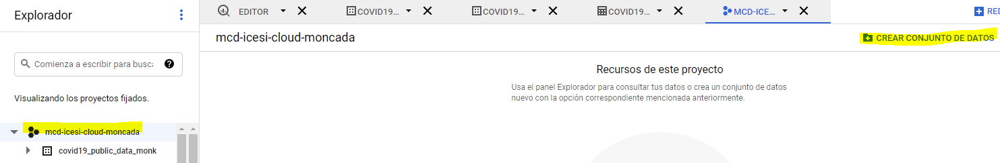 Explorador
EDITOR
COVID19...
COVID19...
COVID19...
MCD-ICE...
RED
mcd-icesi-cloud-moncada
CREAR CONJUNTO DE DATOS
Comienza a escribir para busc
Visualizando los proyectos fijados.
mcd-icesi-cloud-moncada
covid19_public_data_monk
Recursos de este proyecto
Usa el panel Explorador para consultar tus datos o crea un conjunto de datos
nuevo con la opción correspondiente mencionada anteriormente.